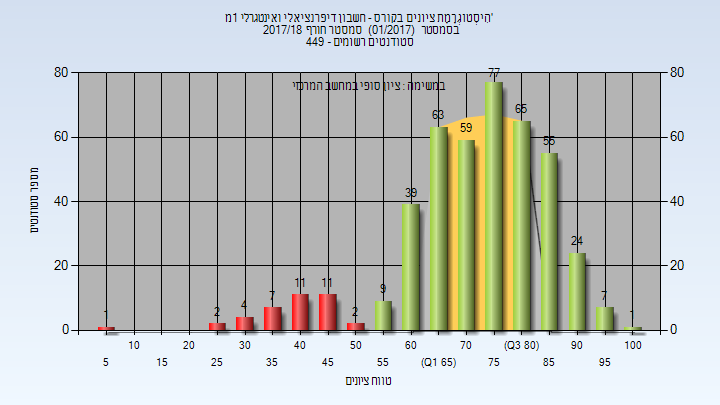 היסטוגרמת ציונים בקורס - חשבון דיפרנציאלי ואינטגרלי 1מ'
בסמסטר (01/2017) סמסטר חורף 2017/18
סטודנטים רשומים - 449
במשימה : ציון סופי במחשב המרכזי
מספר סטודנטים
80 60 40 20 0
80 60 40 20 0
1 2 4 7 11 11 2 9 39 63 59 77 65 55 24 7 1
10 20 30 40 50 60 70 (Q3 80) 90 100
5 15 25 35 45 55 (Q1 65) 75 85 95
טווח ציונים